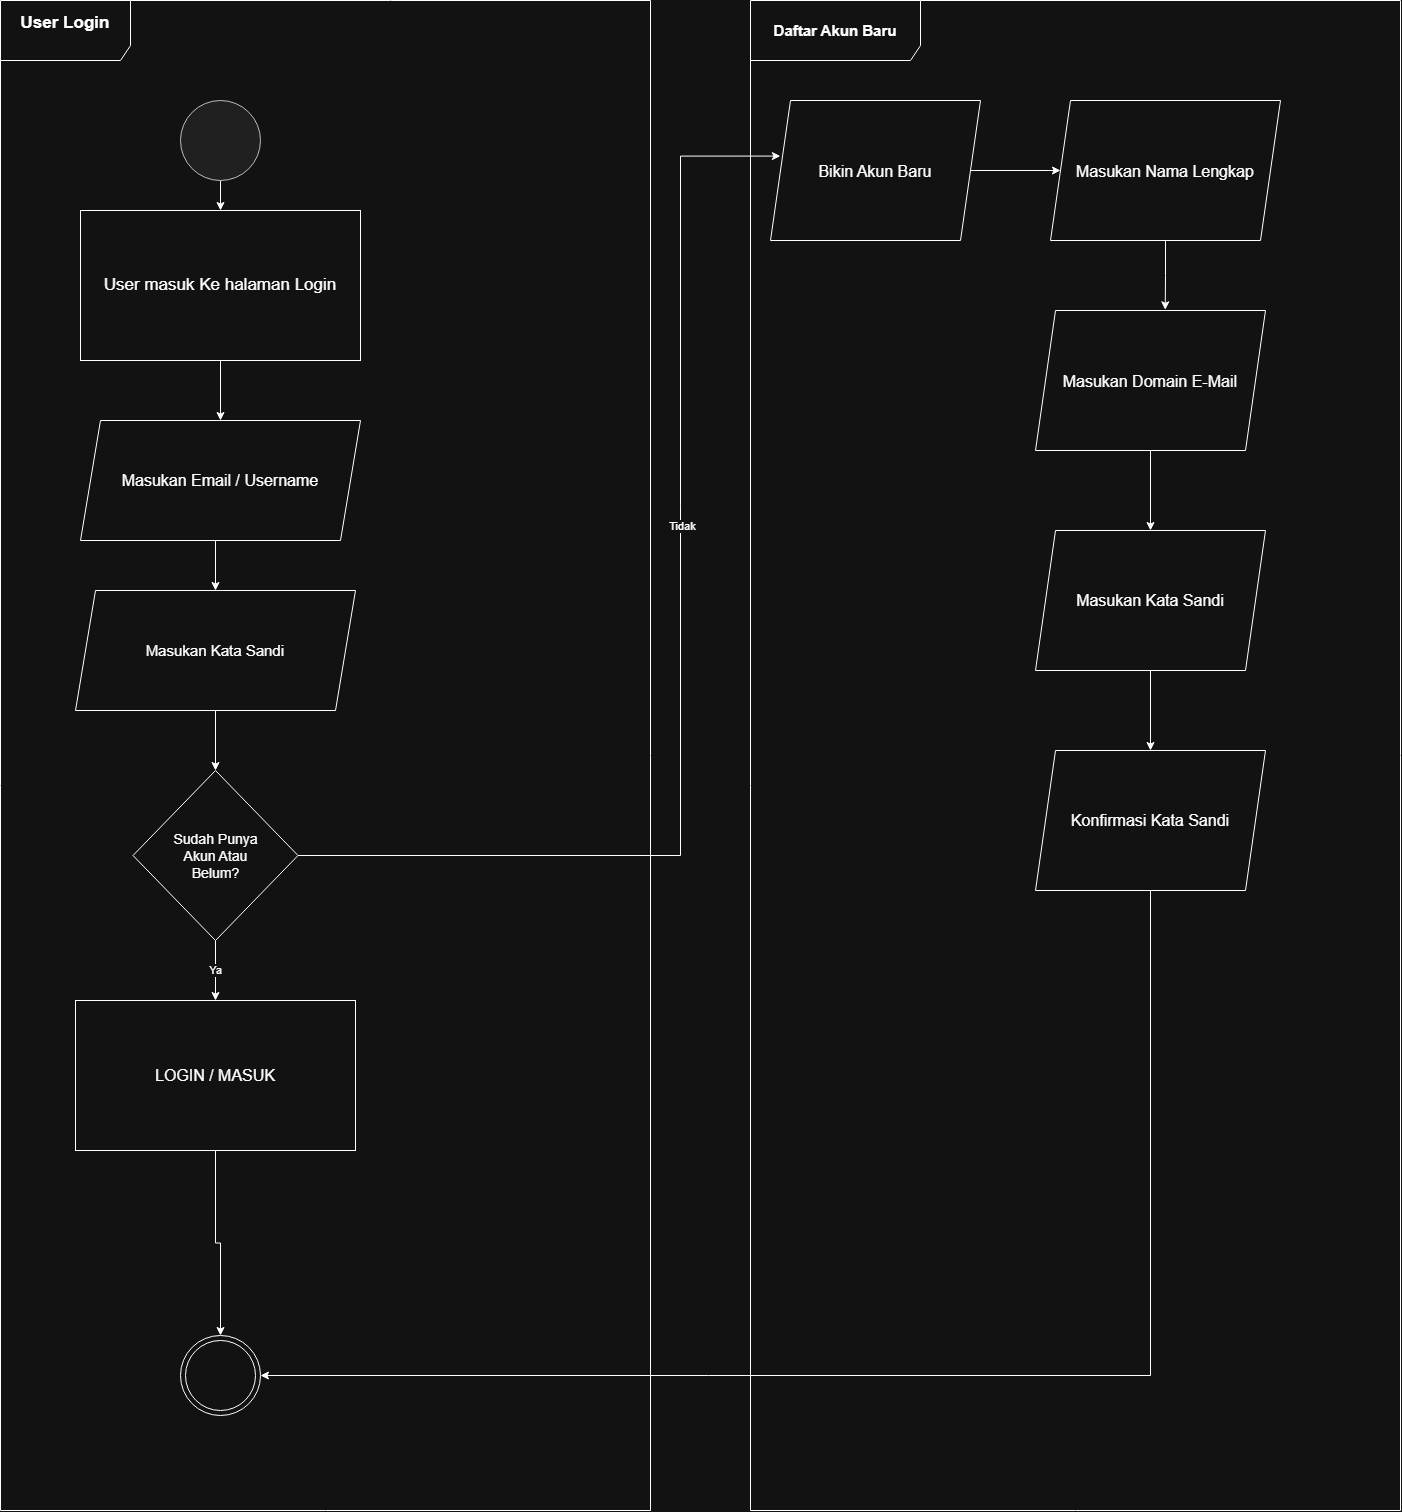 User Login
User masuk Ke halaman Login
Masukan Email / Username
Masukan Kata Sandi
Sudah Punya
Akun Atau
Belum?
Ya
LOGIN / MASUK
Tidak
Daftar Akun Baru
Bikin Akun Baru
Masukan Nama Lengkap
Masukan Domain E-Mail
Masukan Kata Sandi
Konfirmasi Kata Sandi